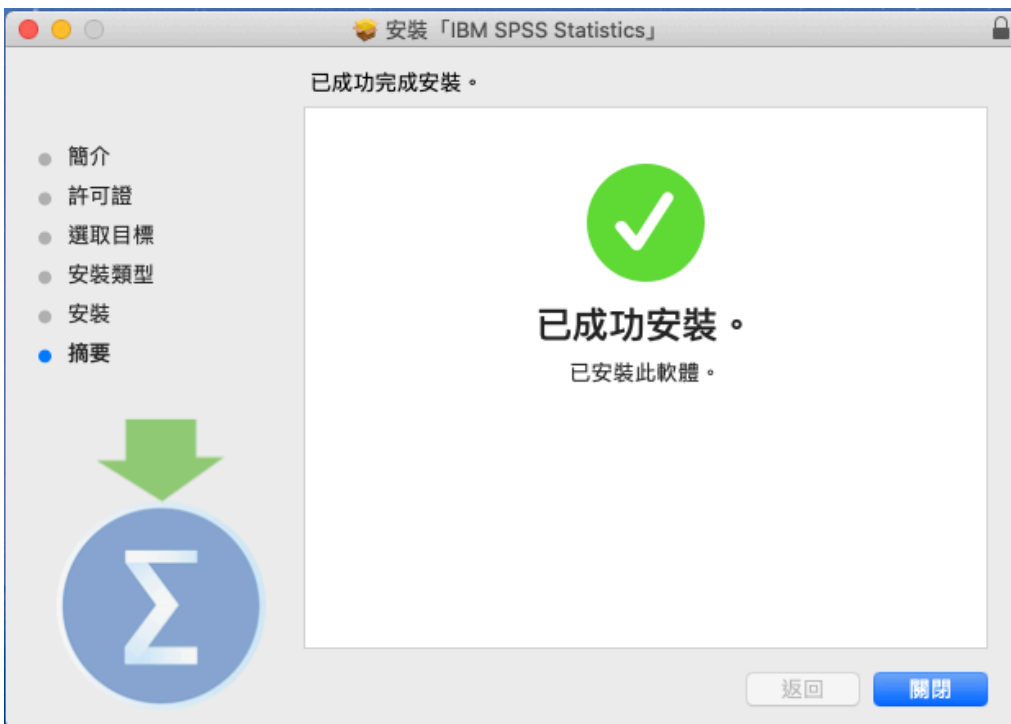 安裝「IBM SPSS Statistics」
已成功完成安裝。
簡介
許可證
選取目標
安裝類型
安裝
摘要
已成功安裝。
已安裝此軟體。
返回
關閉